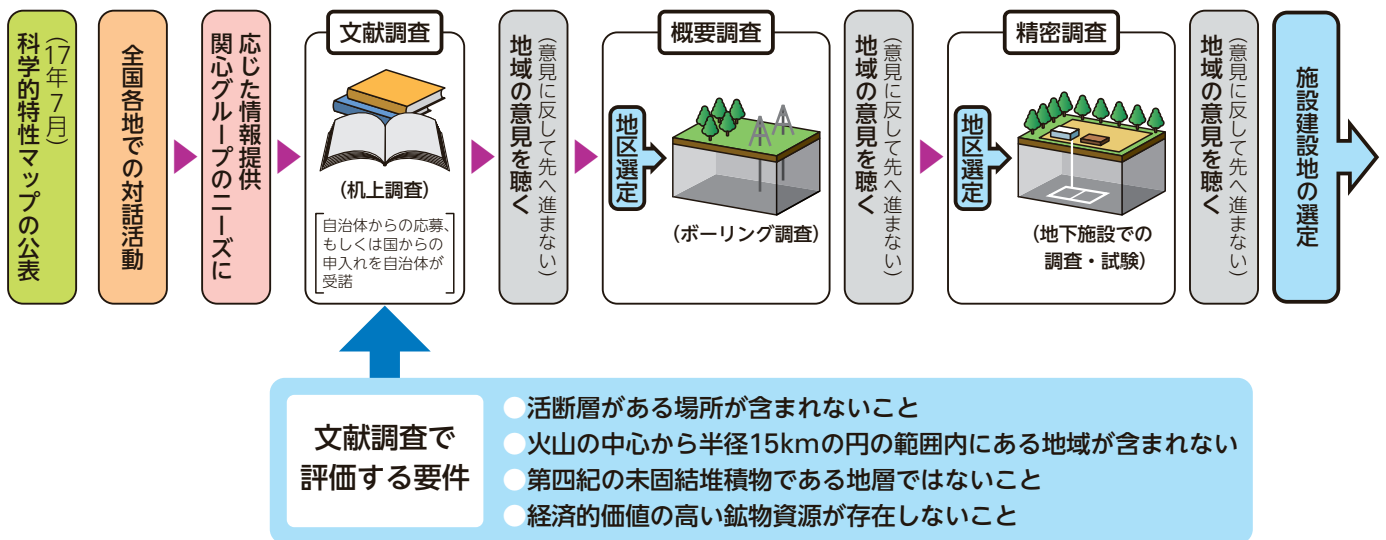 科学的特性マップの公表
（17年7月）
全国各地での対話活動
関心グループのニーズに
応じた情報提供
文献調査
（机上調査）
自治体からの応募、
もしくは国からの
申入れを自治体が
受諾
地域の意見を聴く
（意見に反して先へ進まない）
概要調査
地区選定
（ボーリング調査）
地域の意見を聴く
（意見に反して先へ進まない）
精密調査
地区選定
（地下施設での
調査・試験）
地域の意見を聴く
（意見に反して先へ進まない）
施設建設地の選定
文献調査で
評価する要件
●活断層がある場所が含まれないこと
●火山の中心から半径15kmの円の範囲内にある地域が含まれない
●第四紀の未固結堆積物である地層ではないこと
●経済的価値の高い鉱物資源が存在しないこと